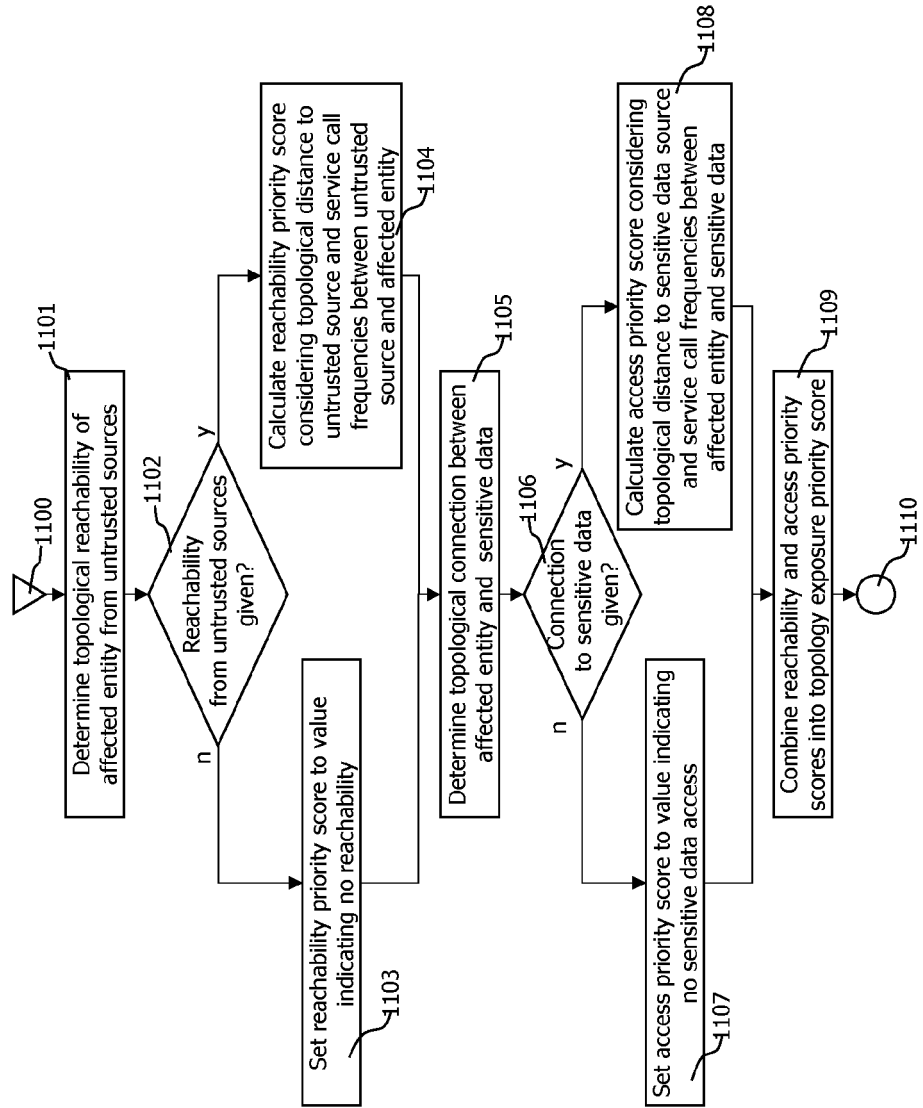 1100
1101
Determine topological reachability of
affected entity from untrusted sources
1102
Reachability
from untrusted sources
given?
n
y
Set reachability priority score to value
indicating no reachability
1103
Calculate reachability priority score
considering topological distance to
untrusted source and service call
frequencies between untrusted
source and affected entity
1104
1105
Determine topological connection between
affected entity and sensitive data
1106
Connection
to sensitive data
given?
n
y
Set access priority score to value indicating
no sensitive data access
1107
Calculate access priority score considering
topological distance to sensitive data source
and service call frequencies between
affected entity and sensitive data
1108
1109
Combine reachability and access priority
scores into topology exposure priority score
1110